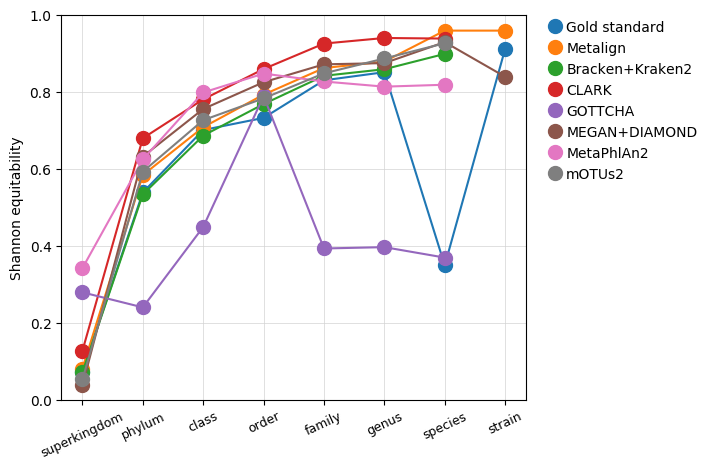 1.0
0.8
0.6
0.4
0.2
0.0
Shannon equitability
superkingdom
phylum
class
order
family
genus
species
strain
Gold standard
Metalign
Bracken+Kraken2
CLARK
GOTTCHA
MEGAN+DIAMOND
MetaPhlAn2
mOTUs2